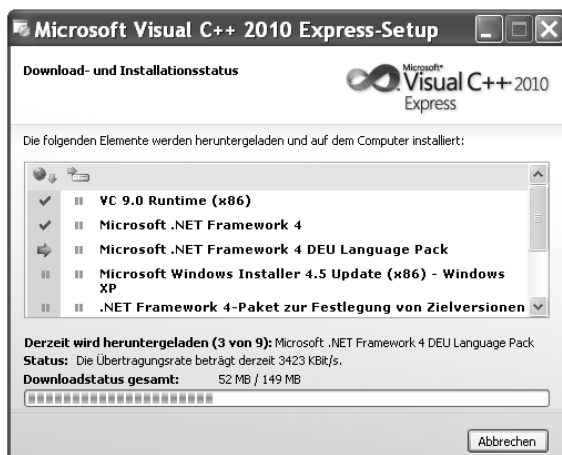 Microsoft Visual C++ 2010 Express-Setup
Download- und Installationsstatus
Microsoft®
Visual C++ 2010
Express
Die folgenden Elemente werden heruntergeladen und auf dem Computer installiert:
VC 9.0 Runtime (x86)
Microsoft .NET Framework 4
Microsoft .NET Framework 4 DEU Language Pack
Microsoft Windows Installer 4.5 Update (x86) - Windows
XP
.NET Framework 4-Paket zur Festlegung von Zielversionen
Derzeit wird heruntergeladen (3 von 9): Microsoft .NET Framework 4 DEU Language Pack
Status: Die Übertragungsrate beträgt derzeit 3423 KBit/s.
Downloadstatus gesamt: 52 MB / 149 MB
Abbrechen